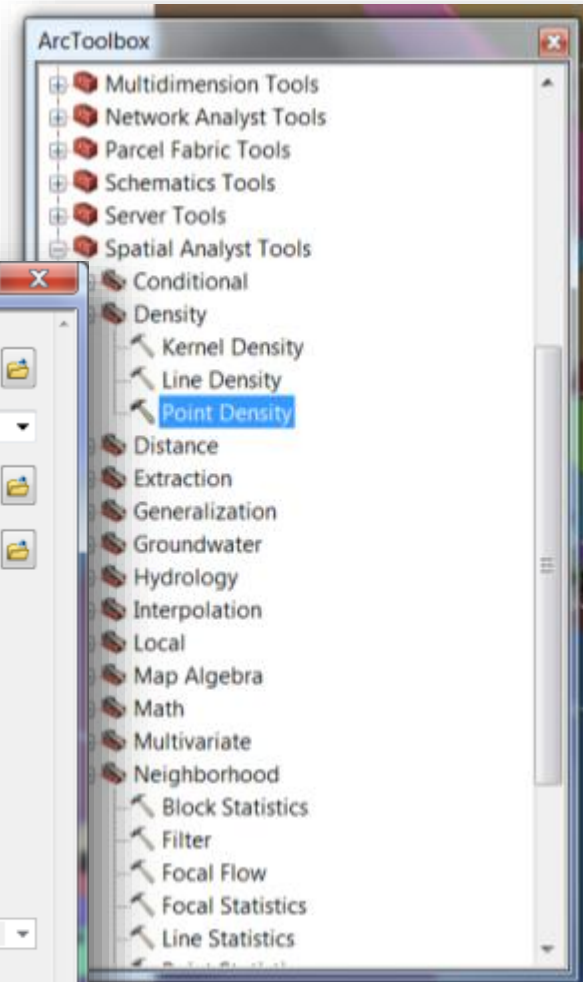 ArcToolbox
Multidimension Tools
Network Analyst Tools
Parcel Fabric Tools
Schematics Tools
Server Tools
Spatial Analyst Tools
Conditional
Density
Kernel Density
Line Density
Point Density
Distance
Extraction
Generalization
Groundwater
Hydrology
Interpolation
Local
Map Algebra
Math
Multivariate
Neighborhood
Block Statistics
Filter
Focal Flow
Focal Statistics
Line Statistics